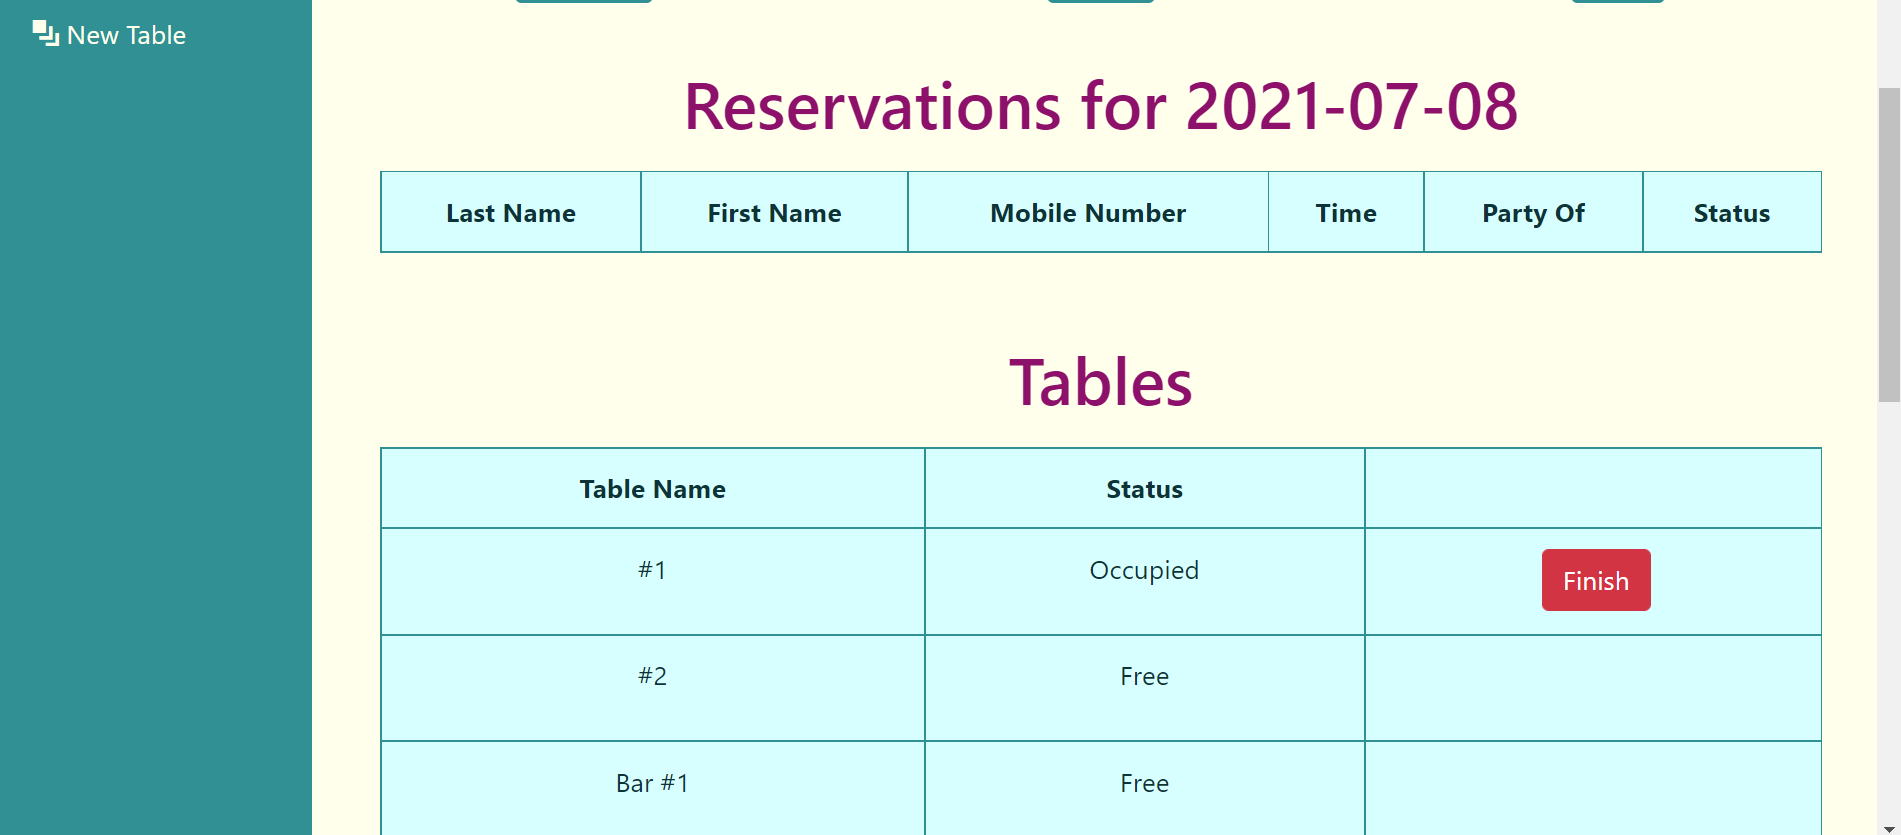 New Table
Reservations for 2021-07-08
Last Name First Name Mobile Number Time Party Of Status
Tables
Table Name Status
#1 Occupied Finish
#2 Free
Bar #1 Free